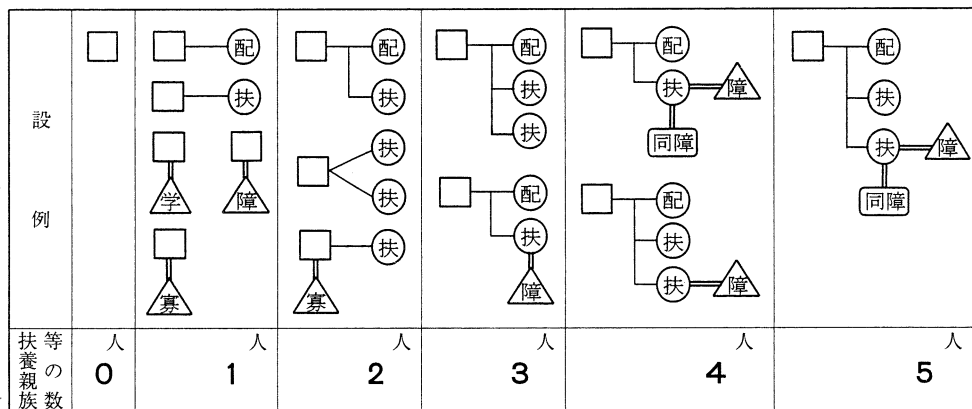 設例
配
扶
学 障
寡
配
扶
扶
扶
寡 扶
配
扶
扶
配
扶
障
配
扶 障
同障
配
扶
扶 障
配
扶
扶 障
同障
扶養親族等の数
人 0
人 1
人 2
人 3
人 4
人 5